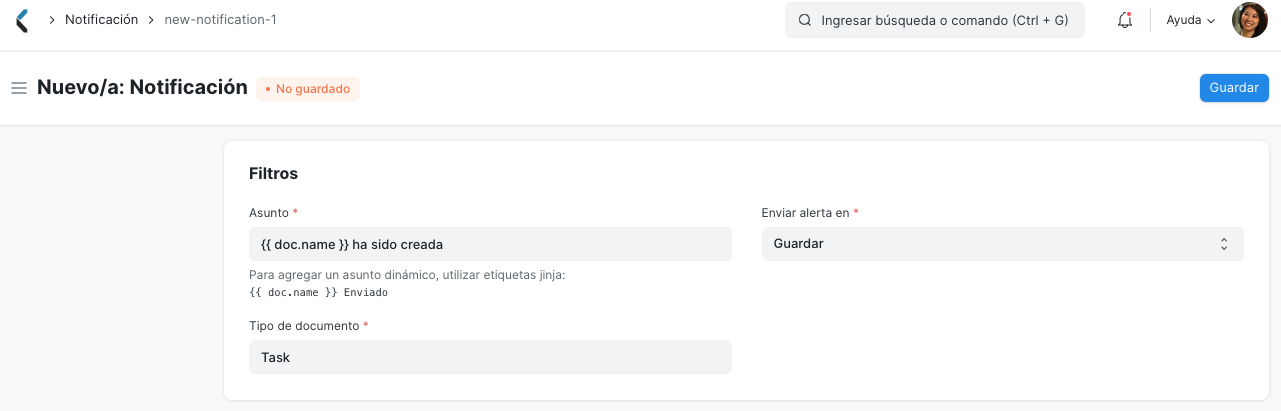 Notificación
new-notification-1
Ingresar búsqueda o comando (Ctrl + G)
Ayuda
Nuevo/a: Notificación
No guardado
Guardar
Filtros
Asunto *
Enviar alerta en *
{{ doc.name }} ha sido creada
Guardar
Para agregar un asunto dinámico, utilizar etiquetas jinja:
{{ doc.name }} Enviado
Tipo de documento *
Task